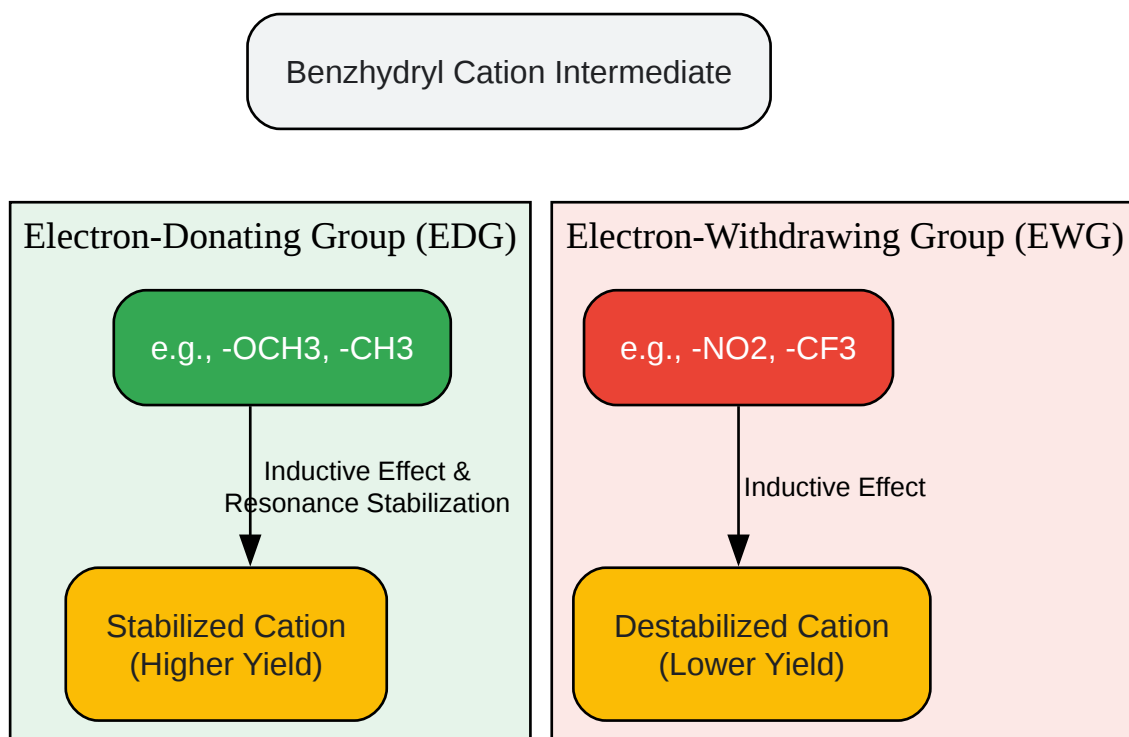 Benzhydryl Cation Intermediate
Electron-Donating Group (EDG)
e.g., -OCH3, -CH3
Inductive Effect &
Resonance Stabilization
Stabilized Cation
(Higher Yield)
Electron-Withdrawing Group (EWG)
e.g., -NO2, -CF3
Inductive Effect
Destabilized Cation
(Lower Yield)